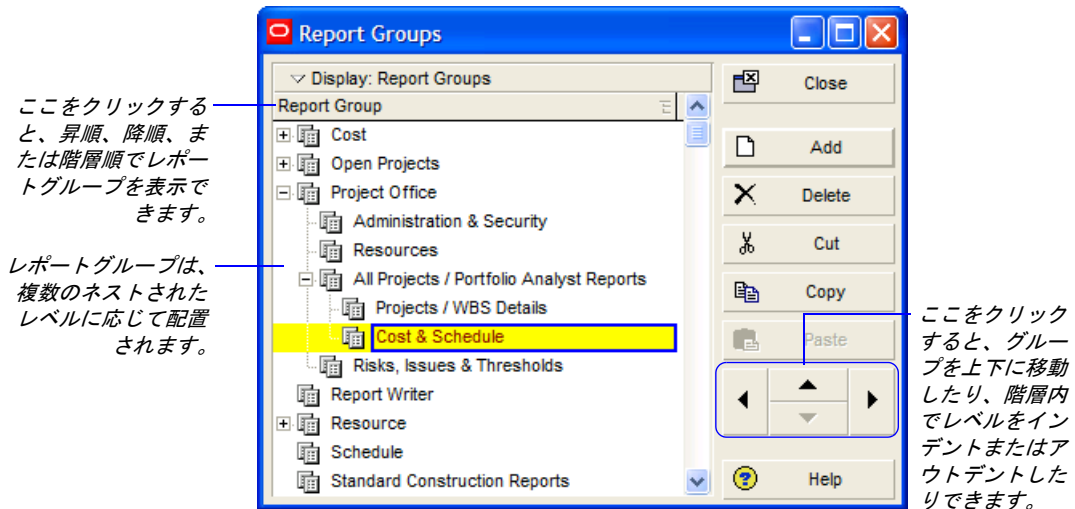 Report Groups
Display: Report Groups
Report Group
Cost
Open Projects
Project Office
Administration & Security
Resources
All Projects / Portfolio Analyst Reports
Projects / WBS Details
Cost & Schedule
Risks, Issues & Thresholds
Report Writer
Resource
Schedule
Standard Construction Reports
Close
Add
Delete
Cut
Copy
Paste
Help
ここをクリックする
と、昇順、降順、ま
たは階層順でレポー
トグループを表示で
きます。
レポートグループは、
複数のネストされた
レベルに応じて配置
されます。
ここをクリック
すると、グルー
プを上下に移動
したり、階層内
でレベルをイン
デントまたはア
ウトデントした
りできます。